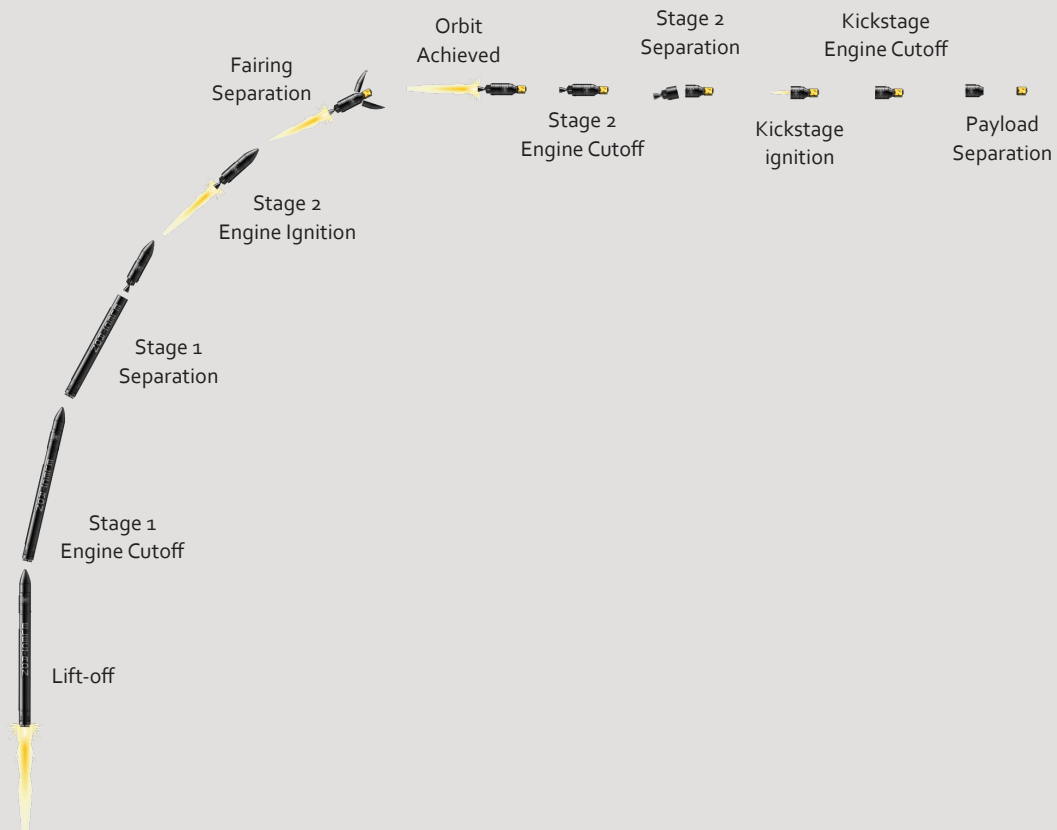 Lift-off
Stage 1
Engine Cutoff
Stage 1
Separation
Stage 2
Engine Ignition
Fairing
Separation
Orbit
Achieved
Stage 2
Engine Cutoff
Stage 2
Separation
Kickstage
ignition
Kickstage
Engine Cutoff
Payload
Separation